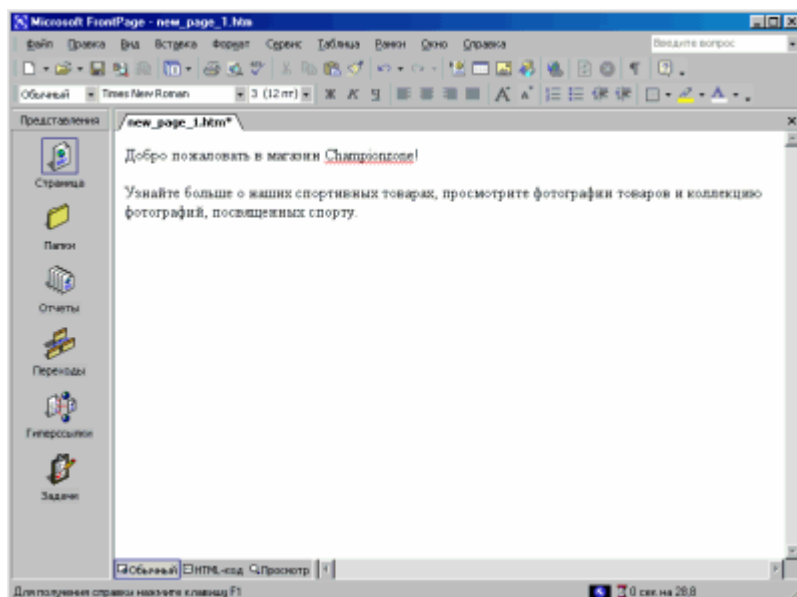 Microsoft FrontPage - new_page_1.htm
Файл Правка Вид Вставка Формат Сервис Таблица Рамки Окно Справка Введите вопрос
Обычный Times New Roman 3 (12 пт) Ж К Ч
Представления new_page_1.htm*
Добро пожаловать в магазин Championzone!
Узнайте больше о наших спортивных товарах, просмотрите фотографии товаров и коллекцию
фотографий, посвященных спорту.
Страница
Папки
Отчеты
Переходы
Гиперссылки
Задачи
Обычный HTML-код Просмотр
Для получения справки нажмите клавишу F1 0 сек на 28,8